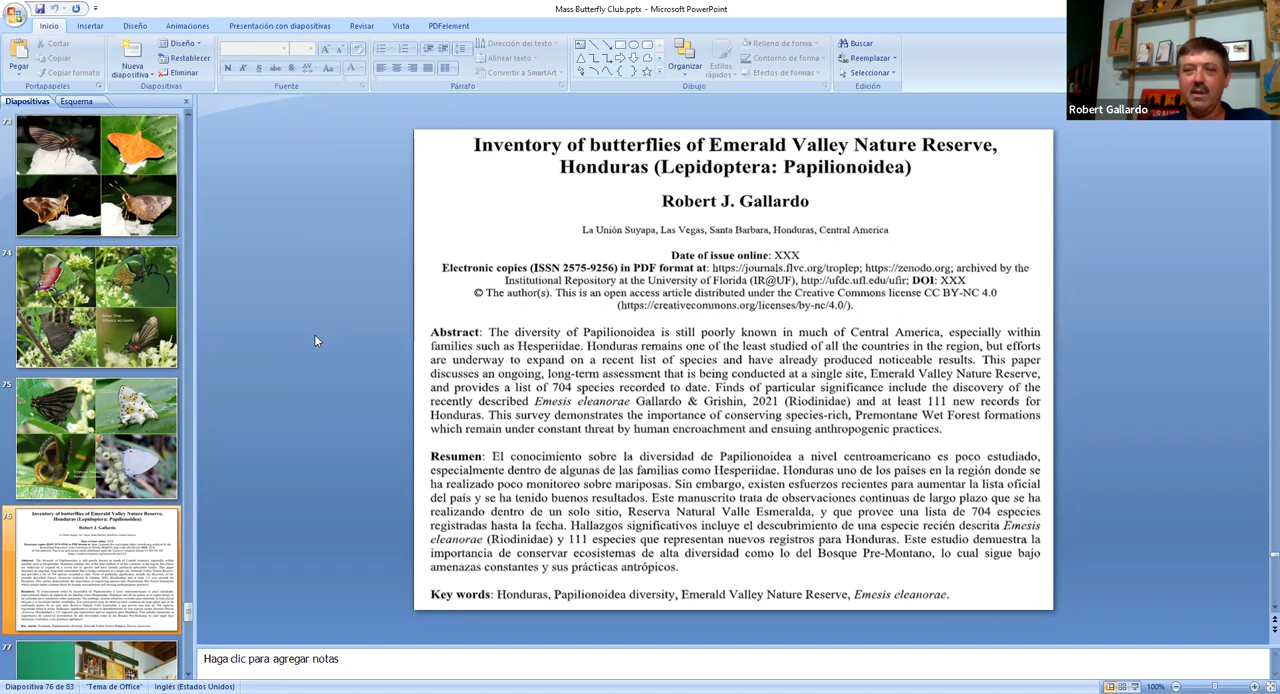 Mass Butterfly Club.pptx - Microsoft PowerPoint
Inicio Insertar Diseño Animaciones Presentación con diapositivas Revisar Vista PDFelement
Pegar
Cortar
Copiar
Copiar formato
Portapapeles
Nueva diapositiva
Diseño
Restablecer
Eliminar
Diapositivas
N K S abc S AV Aa A
Fuente
Dirección del texto
Alinear texto
Convertir a SmartArt
Párrafo
Organizar
Estilos rápidos
Relleno de forma
Contorno de forma
Efectos de formas
Dibujo
Buscar
Reemplazar
Seleccionar
Edición
Robert Gallardo
Diapositivas Esquema
73
74
75
76
77
Inventory of butterflies of Emerald Valley Nature Reserve,
Honduras (Lepidoptera: Papilionoidea)
Robert J. Gallardo
La Unión Suyapa, Las Vegas, Santa Barbara, Honduras, Central America
Date of issue online: XXX
Electronic copies (ISSN 2575-9256) in PDF format at: https://journals.flvc.org/troplep; https://zenodo.org; archived by the
Institutional Repository at the University of Florida (IR@UF), http://ufdc.ufl.edu/ufir; DOI: XXX
© The author(s). This is an open access article distributed under the Creative Commons license CC BY-NC 4.0
(https://creativecommons.org/licenses/by-nc/4.0/).
Abstract: The diversity of Papilionoidea is still poorly known in much of Central America, especially within
families such as Hesperiidae. Honduras remains one of the least studied of all the countries in the region, but efforts
are underway to expand on a recent list of species and have already produced noticeable results. This paper
discusses an ongoing, long-term assessment that is being conducted at a single site, Emerald Valley Nature Reserve,
and provides a list of 704 species recorded to date. Finds of particular significance include the discovery of the
recently described Emesis eleanorae Gallardo & Grishin, 2021 (Riodinidae) and at least 111 new records for
Honduras. This survey demonstrates the importance of conserving species-rich, Premontane Wet Forest formations
which remain under constant threat by human encroachment and ensuing anthropogenic practices.
Resumen: El conocimiento sobre la diversidad de Papilionoidea a nivel centroamericano es poco estudiado,
especialmente dentro de algunas de las familias como Hesperiidae. Honduras uno de los países en la región donde se
ha realizado poco monitoreo sobre mariposas. Sin embargo, existen esfuerzos recientes para aumentar la lista oficial
del país y se ha tenido buenos resultados. Este manuscrito trata de observaciones continuas de largo plazo que se ha
realizando dentro de un solo sitio, Reserva Natural Valle Esmeralda, y que provee una lista de 704 especies
registradas hasta la fecha. Hallazgos significativos incluye el descubrimiento de una especie recién descrita Emesis
eleanorae (Riodinidae) y 111 especies que representan nuevos registros para Honduras. Este estudio demuestra la
importancia de conservar ecosistemas de alta diversidad como el Bosque Húmedo Pre-Montano, lo cual sigue bajo
amenazas constantes y sus prácticas antrópicos.
Key words: Honduras, Papilionoidea diversity, Emerald Valley Nature Reserve, Emesis eleanorae.
Haga clic para agregar notas
Diapositiva 76 de 83 "Tema de Office" Inglés (Estados Unidos) 100%